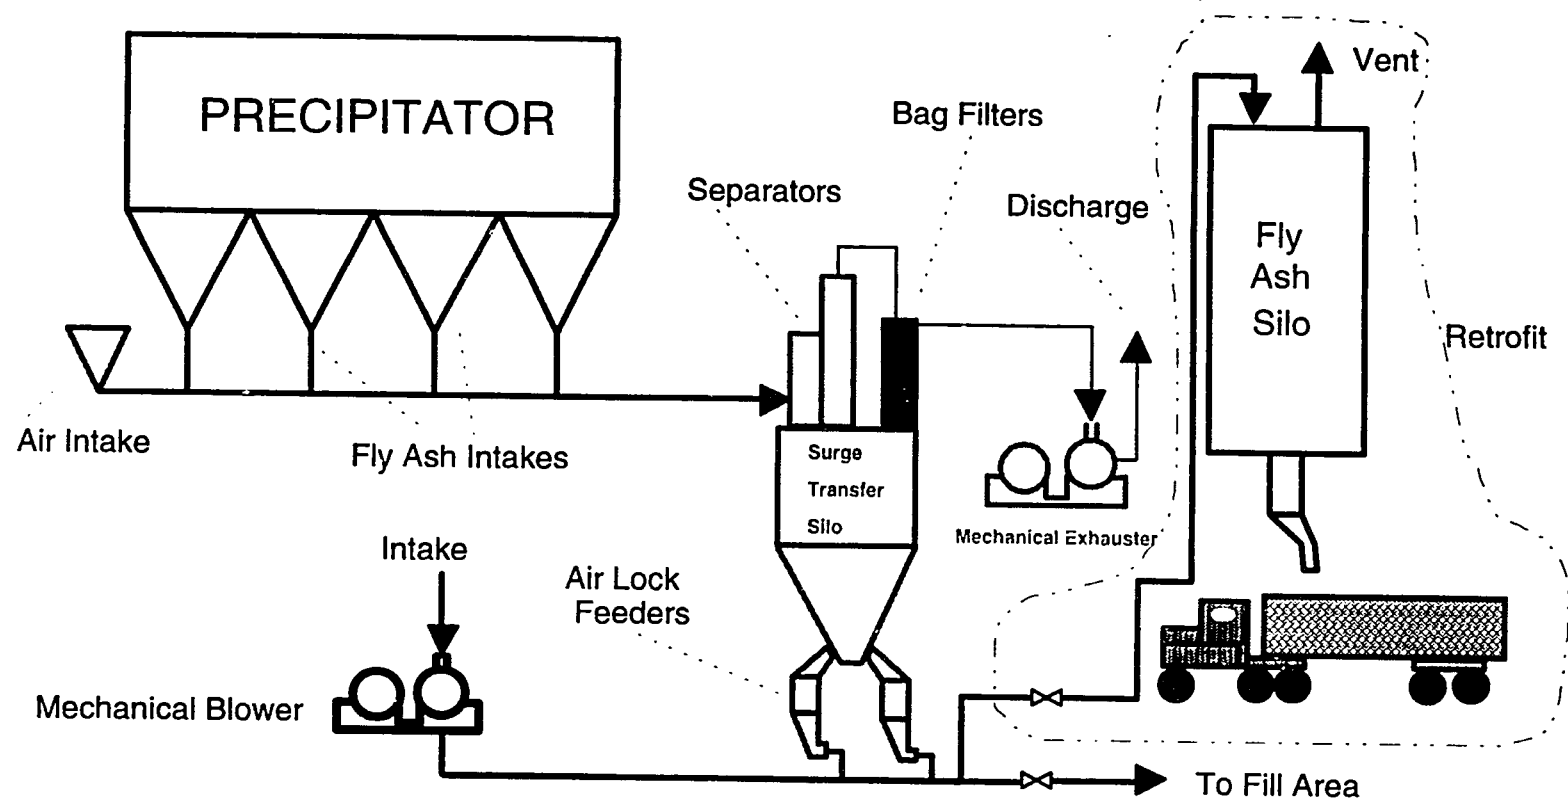 Vent
PRECIPITATOR
Bag Filters
Separators
Discharge
Fly
Ash
Silo
Retrofit
Air Intake
Fly Ash Intakes
Surge
Transfer
Silo
Mechanical Exhauster
Intake
Air Lock
Feeders
Mechanical Blower
To Fill Area